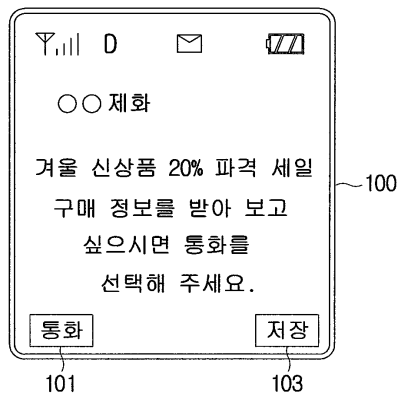 D
○○제화
겨울 신상품 20% 파격 세일
구매 정보를 받아 보고
싶으시면 통화를
선택해 주세요.
통화 저장
100
101 103